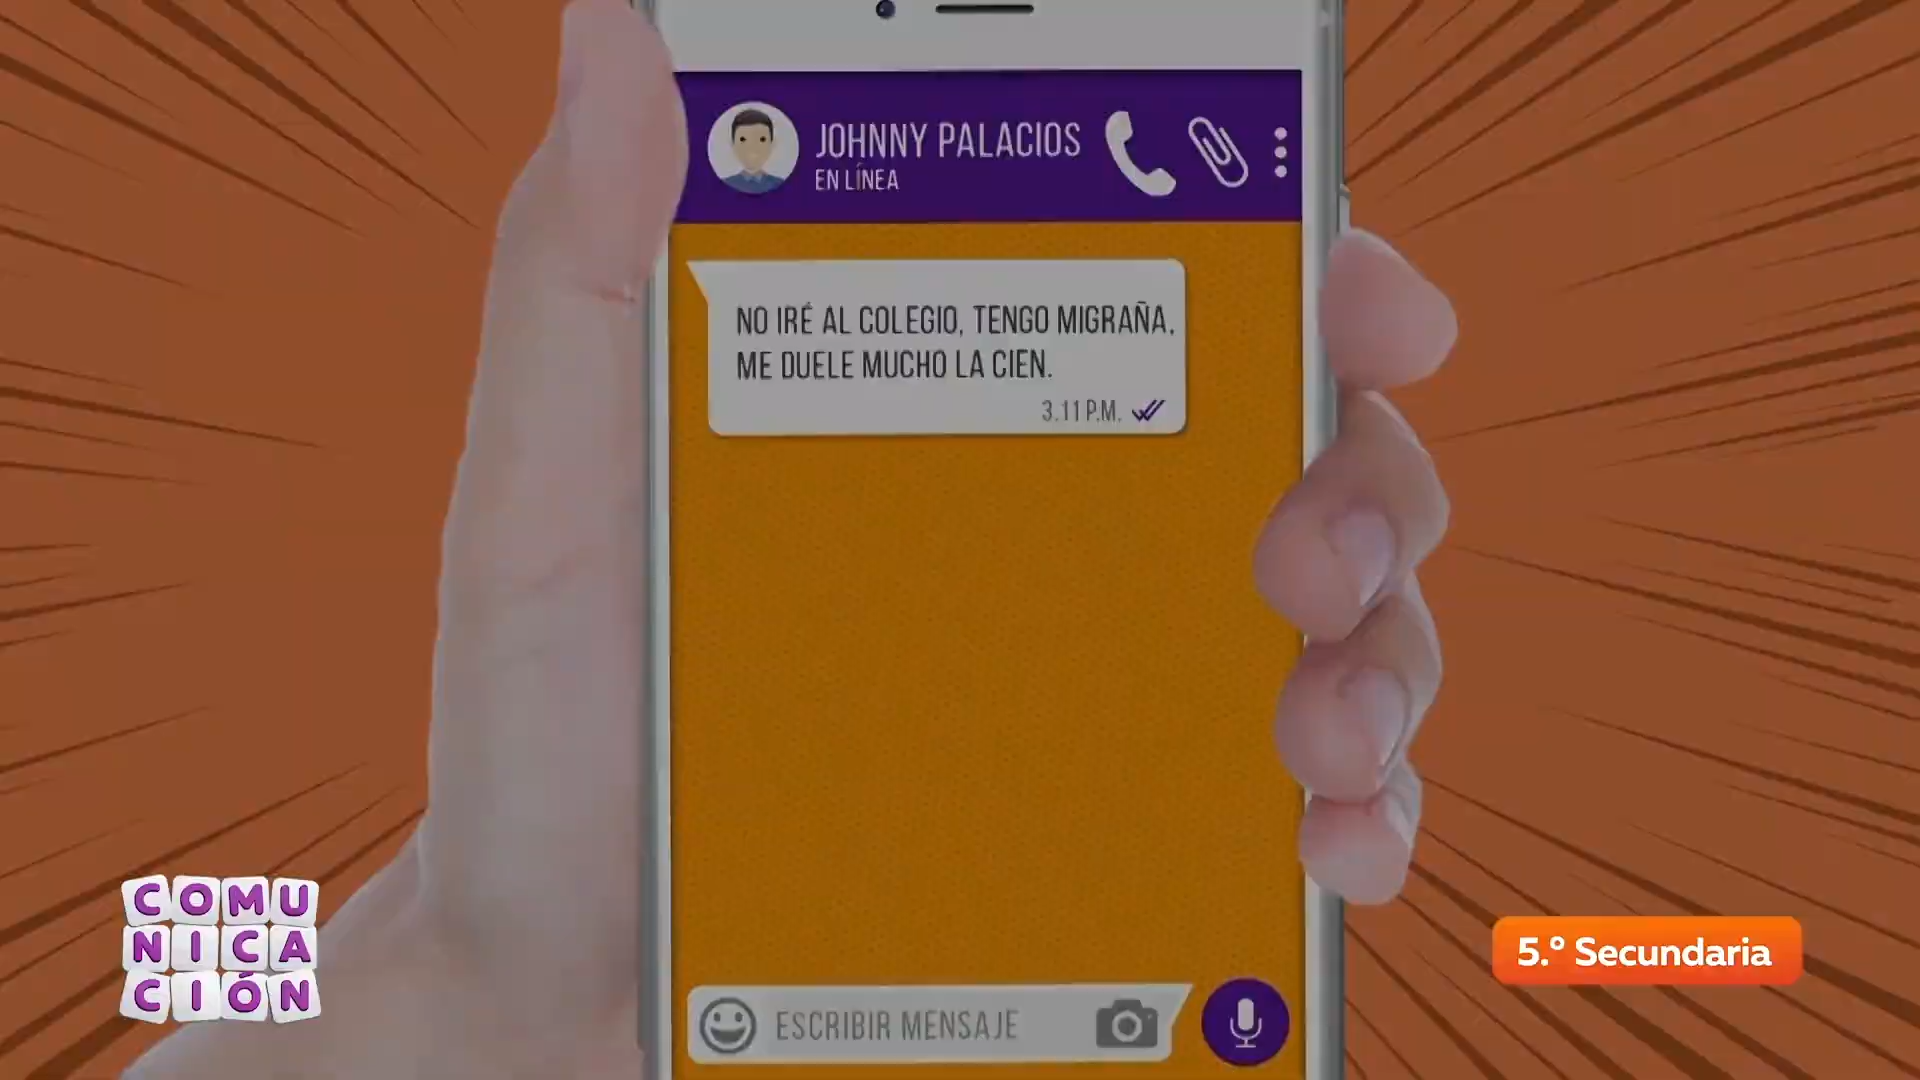 JOHNNY PALACIOS
EN LÍNEA
NO IRÉ AL COLEGIO, TENGO MIGRAÑA,
ME DUELE MUCHO LA CIEN.
3.11 P.M.
ESCRIBIR MENSAJE
COMU
NICA
CIÓN
5.° Secundaria